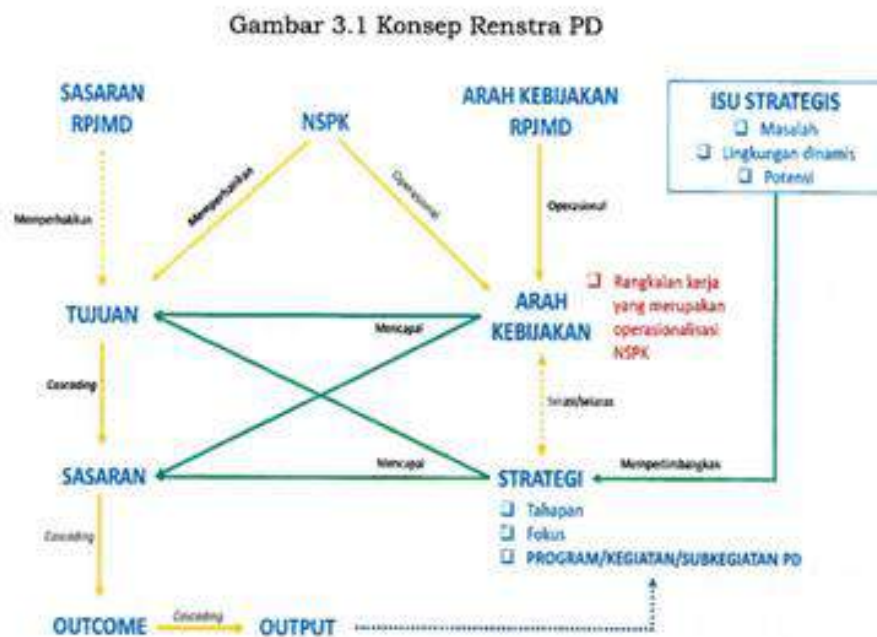 Gambar 3.1 Konsep Renstra PD
SASARAN
RPJMD
NSPK
ARAH KEBIJAKAN
RPJMD
ISU STRATEGIS
Masalah
Lingkungan dinamis
Potensi
Memperhatikan
Memperhatikan
Operasional
Operasional
TUJUAN
Mencapai
ARAH
KEBIJAKAN
Rangkaian kerja
yang merupakan
operasionalisasi
NSPK
Cascading
Serasi/selaras
SASARAN
Mencapai
STRATEGI
Mempertimbangkan
Tahapan
Fokus
PROGRAM/KEGIATAN/SUBKEGIATAN PD
Cascading
OUTCOME
Cascading
OUTPUT